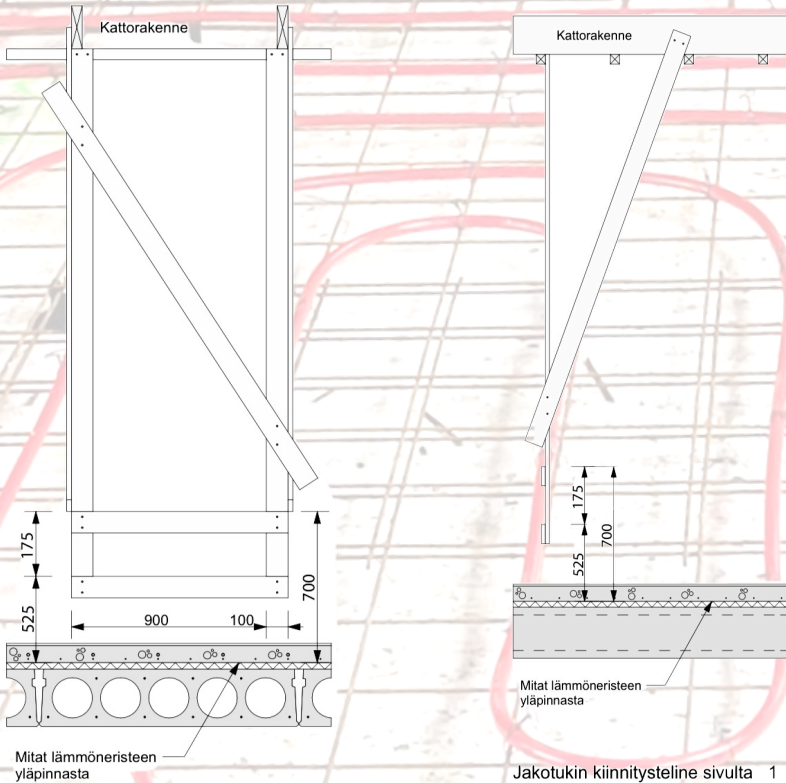 Kattorakenne
175
525
700
900
100
Mitat lämmöneristeen
yläpinnasta
Kattorakenne
175
700
525
Mitat lämmöneristeen
yläpinnasta
Jakotukin kiinnitysteline sivulta 1